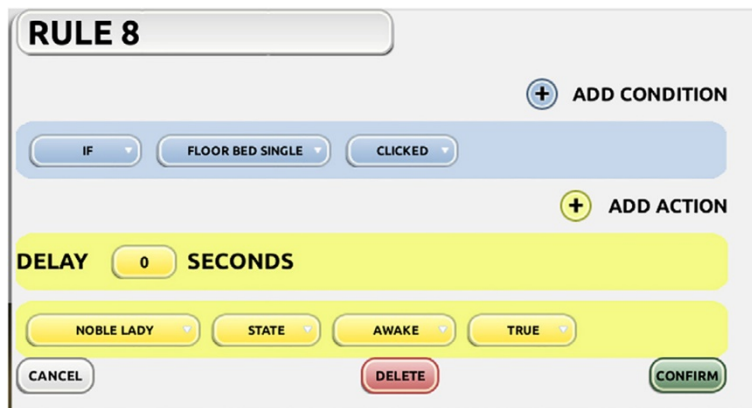 RULE 8
+ ADD CONDITION
IF FLOOR BED SINGLE CLICKED
+ ADD ACTION
DELAY 0 SECONDS
NOBLE LADY STATE AWAKE TRUE
CANCEL DELETE CONFIRM